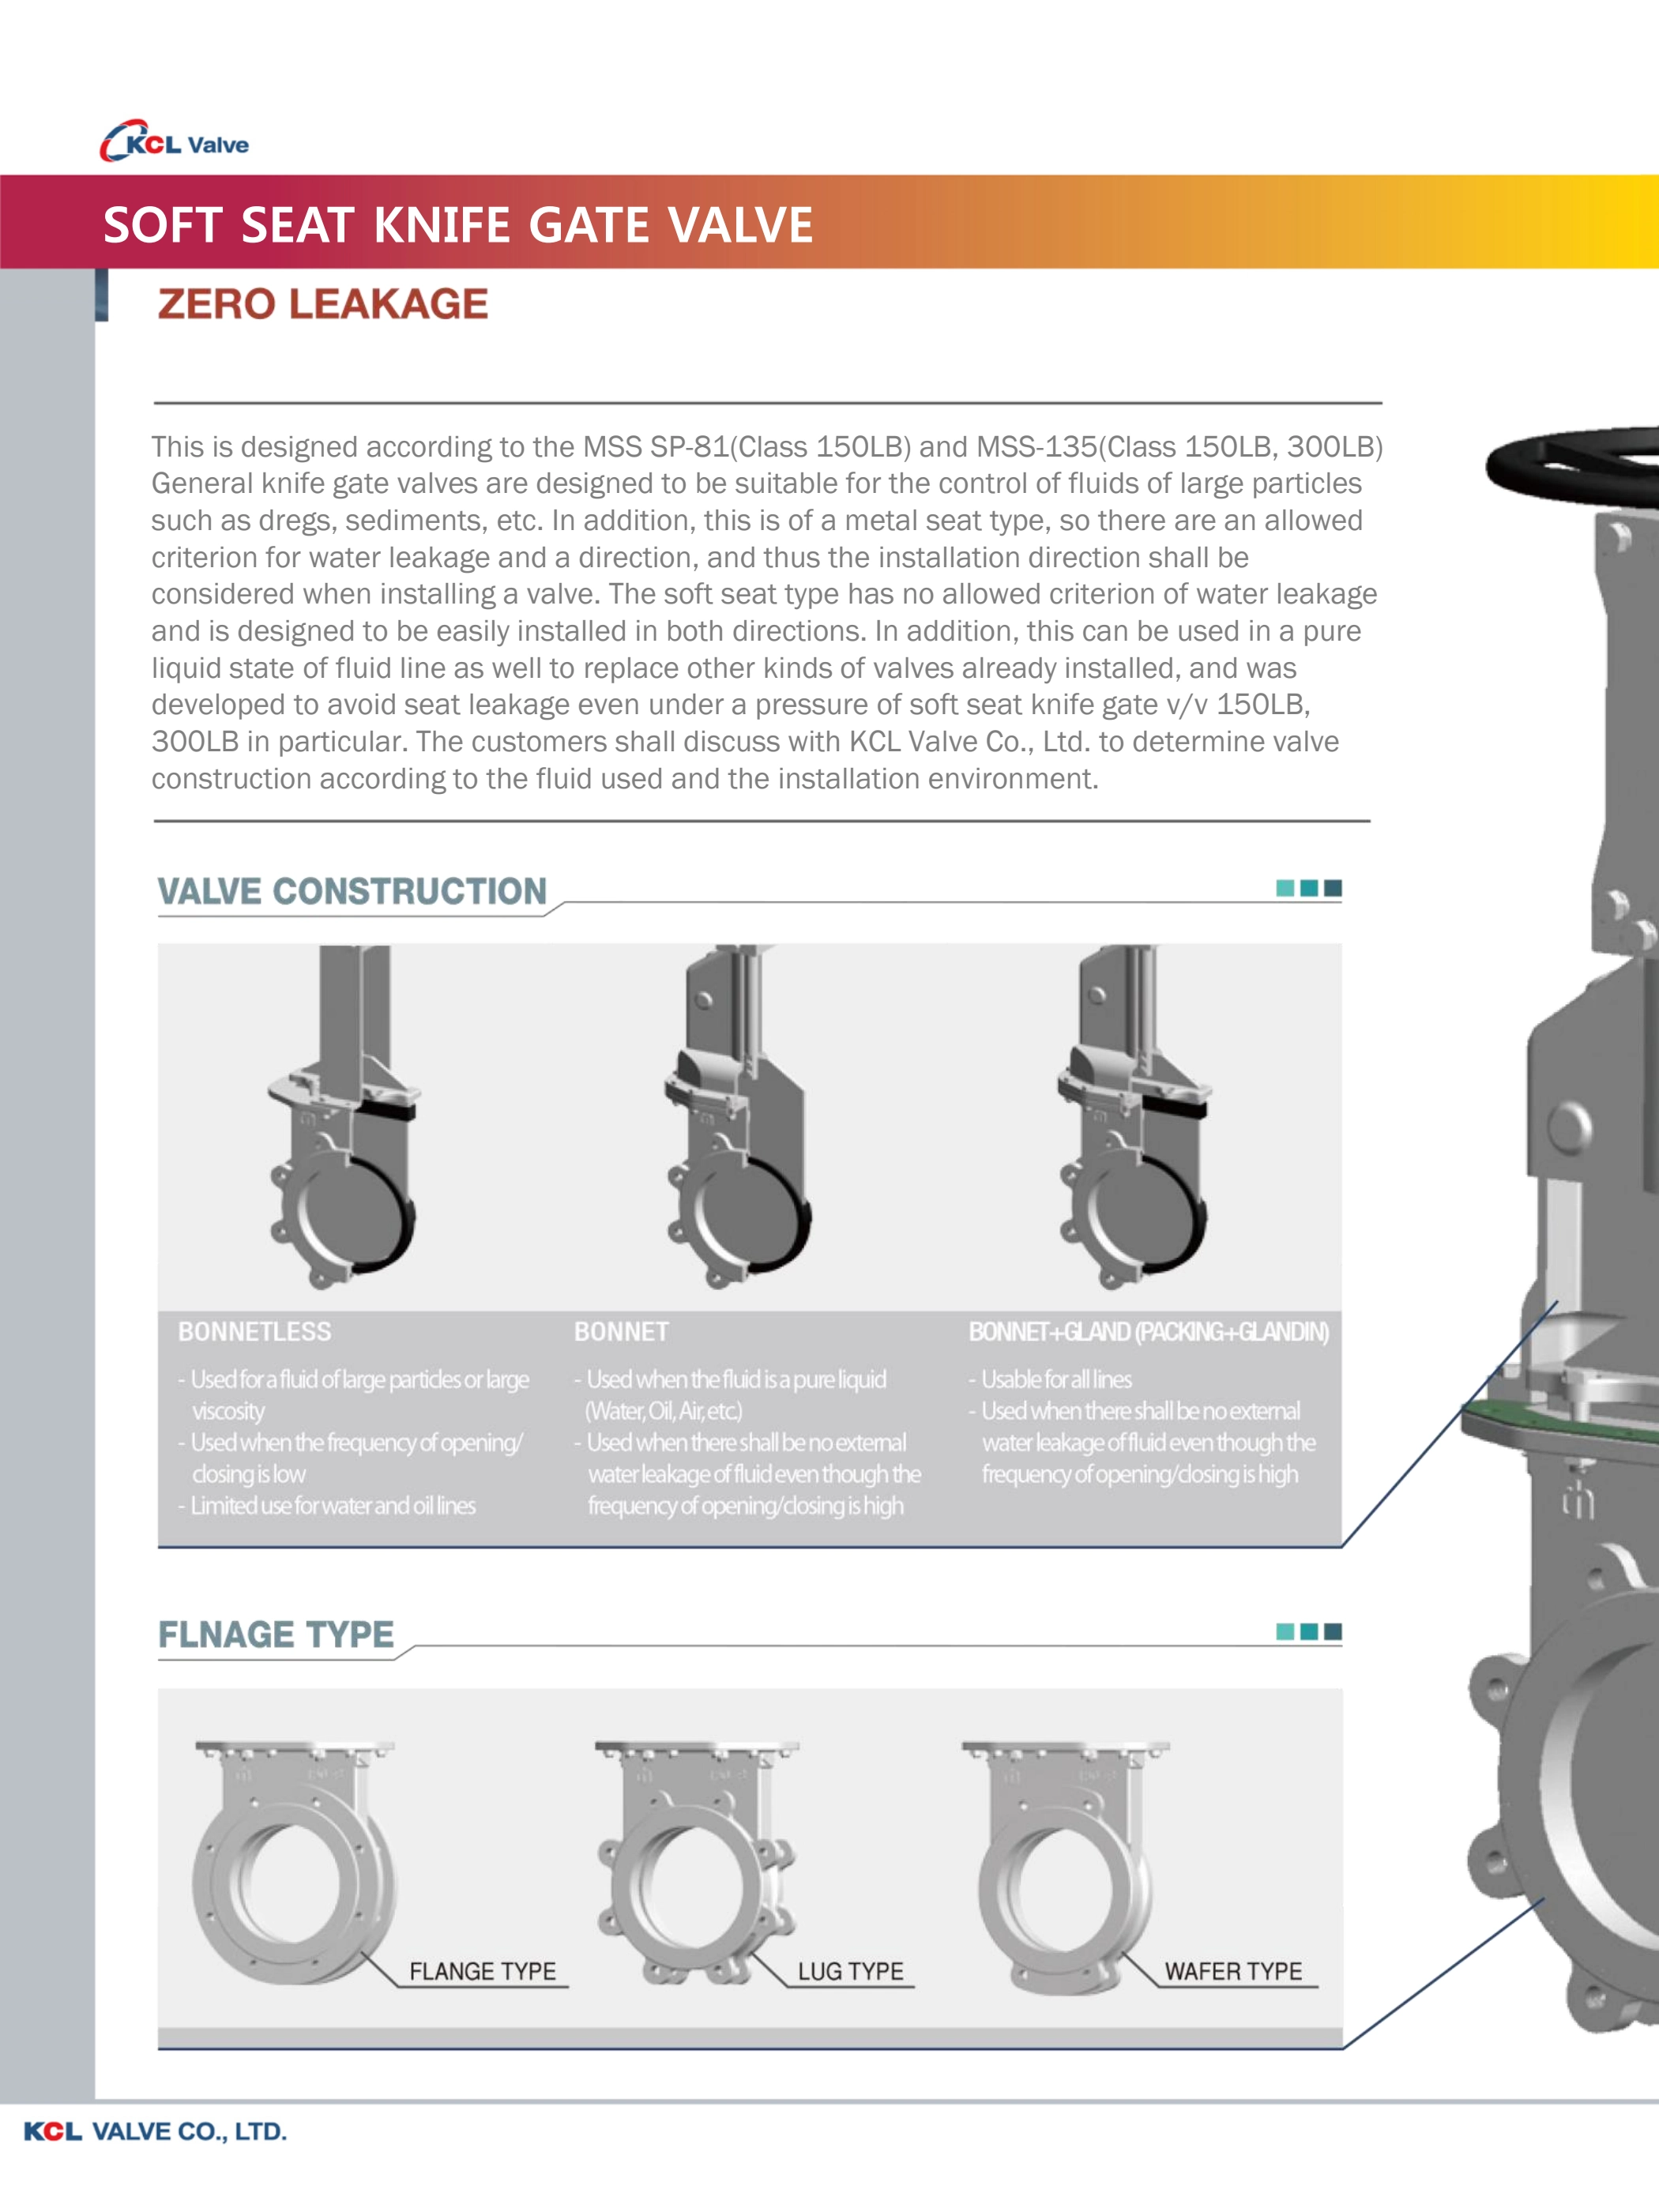 KCL Valve
SOFT SEAT KNIFE GATE VALVE
ZERO LEAKAGE
This is designed according to the MSS SP-81(Class 150LB) and MSS-135(Class 150LB, 300LB)
General knife gate valves are designed to be suitable for the control of fluids of large particles
such as dregs, sediments, etc. In addition, this is of a metal seat type, so there are an allowed
criterion for water leakage and a direction, and thus the installation direction shall be
considered when installing a valve. The soft seat type has no allowed criterion of water leakage
and is designed to be easily installed in both directions. In addition, this can be used in a pure
liquid state of fluid line as well to replace other kinds of valves already installed, and was
developed to avoid seat leakage even under a pressure of soft seat knife gate v/v 150LB,
300LB in particular. The customers shall discuss with KCL Valve Co., Ltd. to determine valve
construction according to the fluid used and the installation environment.
VALVE CONSTRUCTION
BONNETLESS
- Used for a fluid of large particles or large
viscosity
- Used when the frequency of opening/
closing is low
- Limited use for water and oil lines
BONNET
- Used when the fluid is a pure liquid
(Water, Oil, Air, etc.)
- Used when there shall be no external
water leakage of fluid even though the
frequency of opening/closing is high
BONNET+GLAND (PACKING+GLANDIN)
- Usable for all lines
- Used when there shall be no external
water leakage of fluid even though the
frequency of opening/closing is high
FLNAGE TYPE
FLANGE TYPE
LUG TYPE
WAFER TYPE
KCL VALVE CO., LTD.